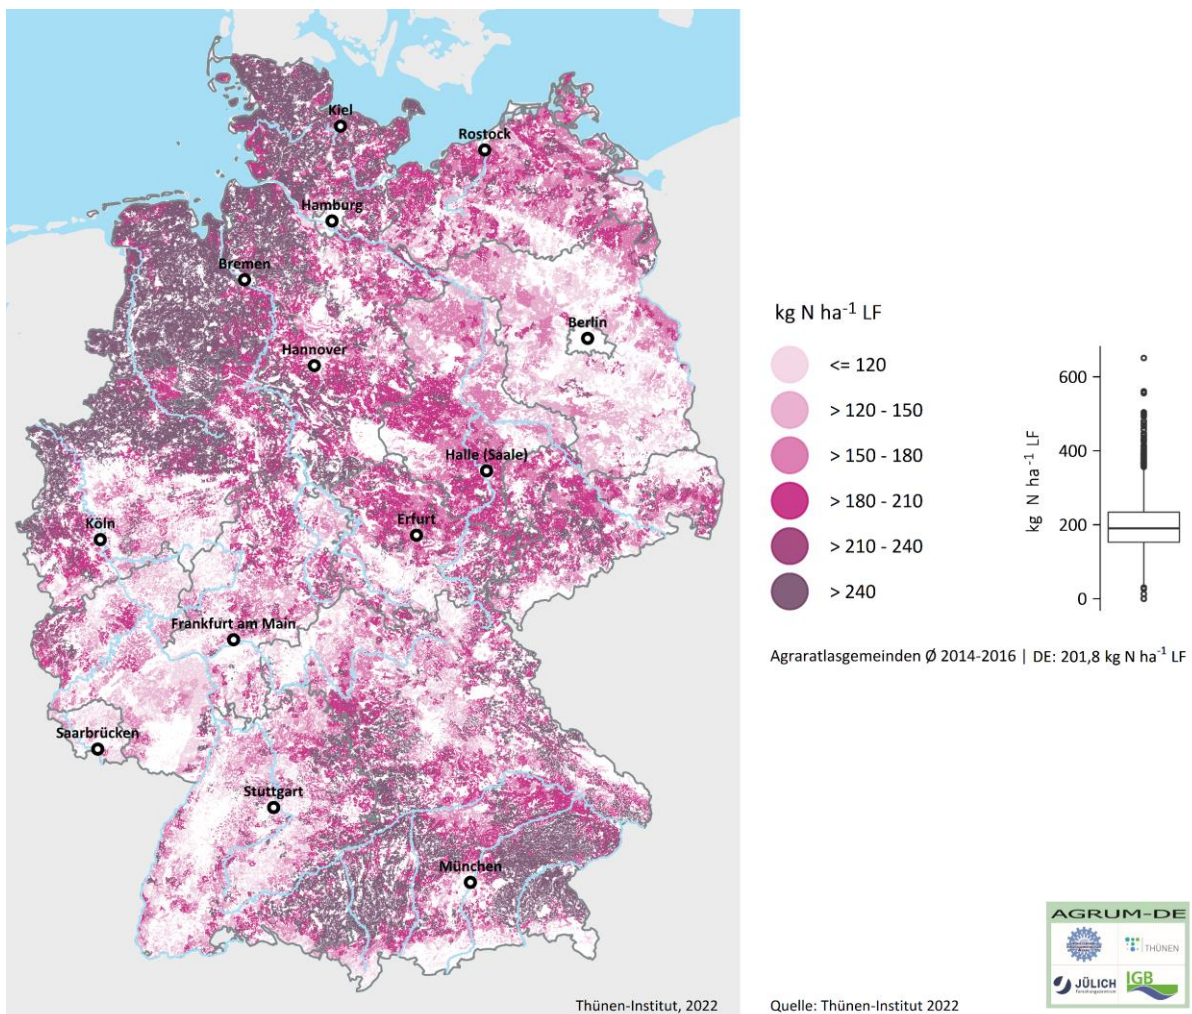 Kiel
Rostock
Hamburg
Bremen
Berlin
Hannover
Halle (Saale)
Köln
Erfurt
Frankfurt am Main
Saarbrücken
Stuttgart
München
Thünen-Institut, 2022
kg N ha⁻¹ LF
<= 120
> 120 - 150
> 150 - 180
> 180 - 210
> 210 - 240
> 240
kg N ha⁻¹ LF
600
400
200
0
Agraratlasgemeinden Ø 2014-2016 | DE: 201,8 kg N ha⁻¹ LF
Quelle: Thünen-Institut 2022
AGRUM-DE
THÜNEN
JÜLICH
Forschungszentrum
IGB